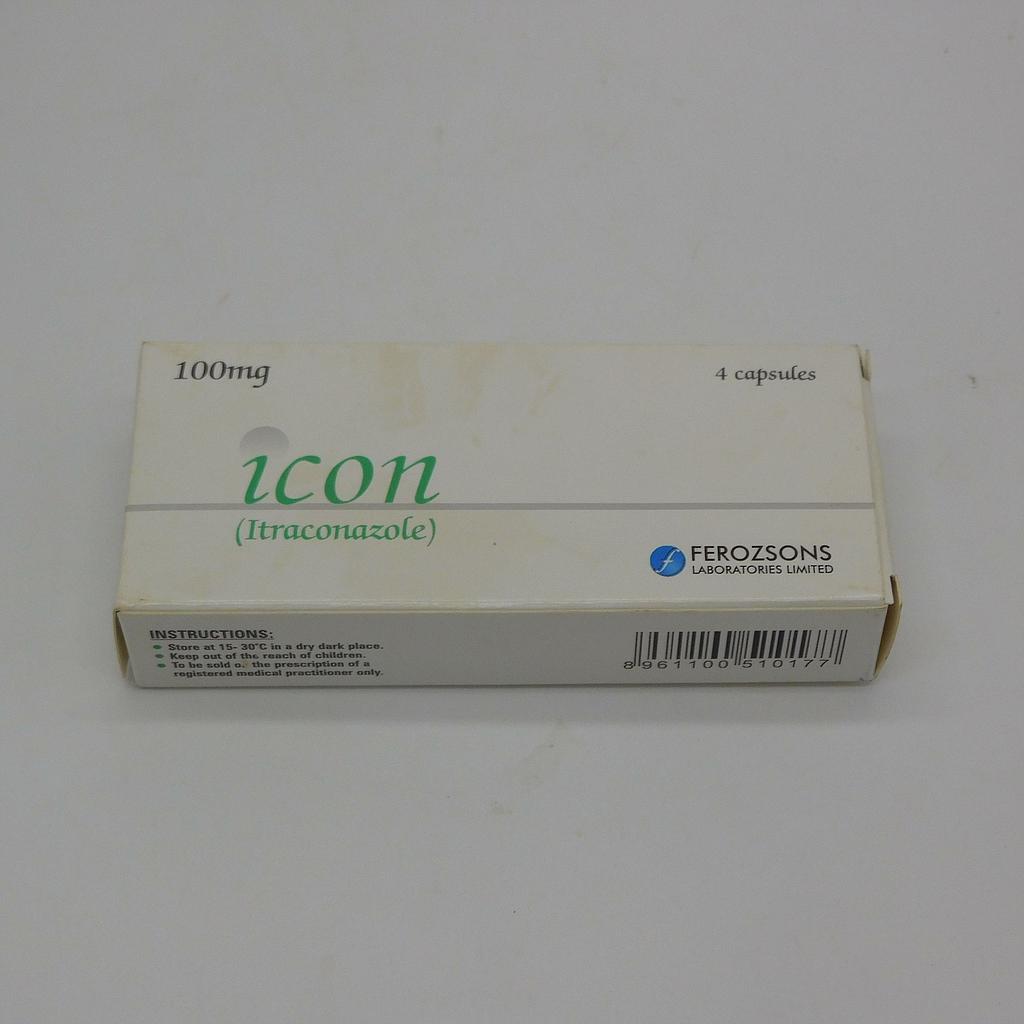 100mg
4 capsules
icon
(Itraconazole)
f FEROZSONS
LABORATORIES LIMITED
INSTRUCTIONS:
• Store at 15- 30°C in a dry dark place.
• Keep out of the reach of children.
• To be sold on the prescription of a
registered medical practitioner only.
8 961100 510177